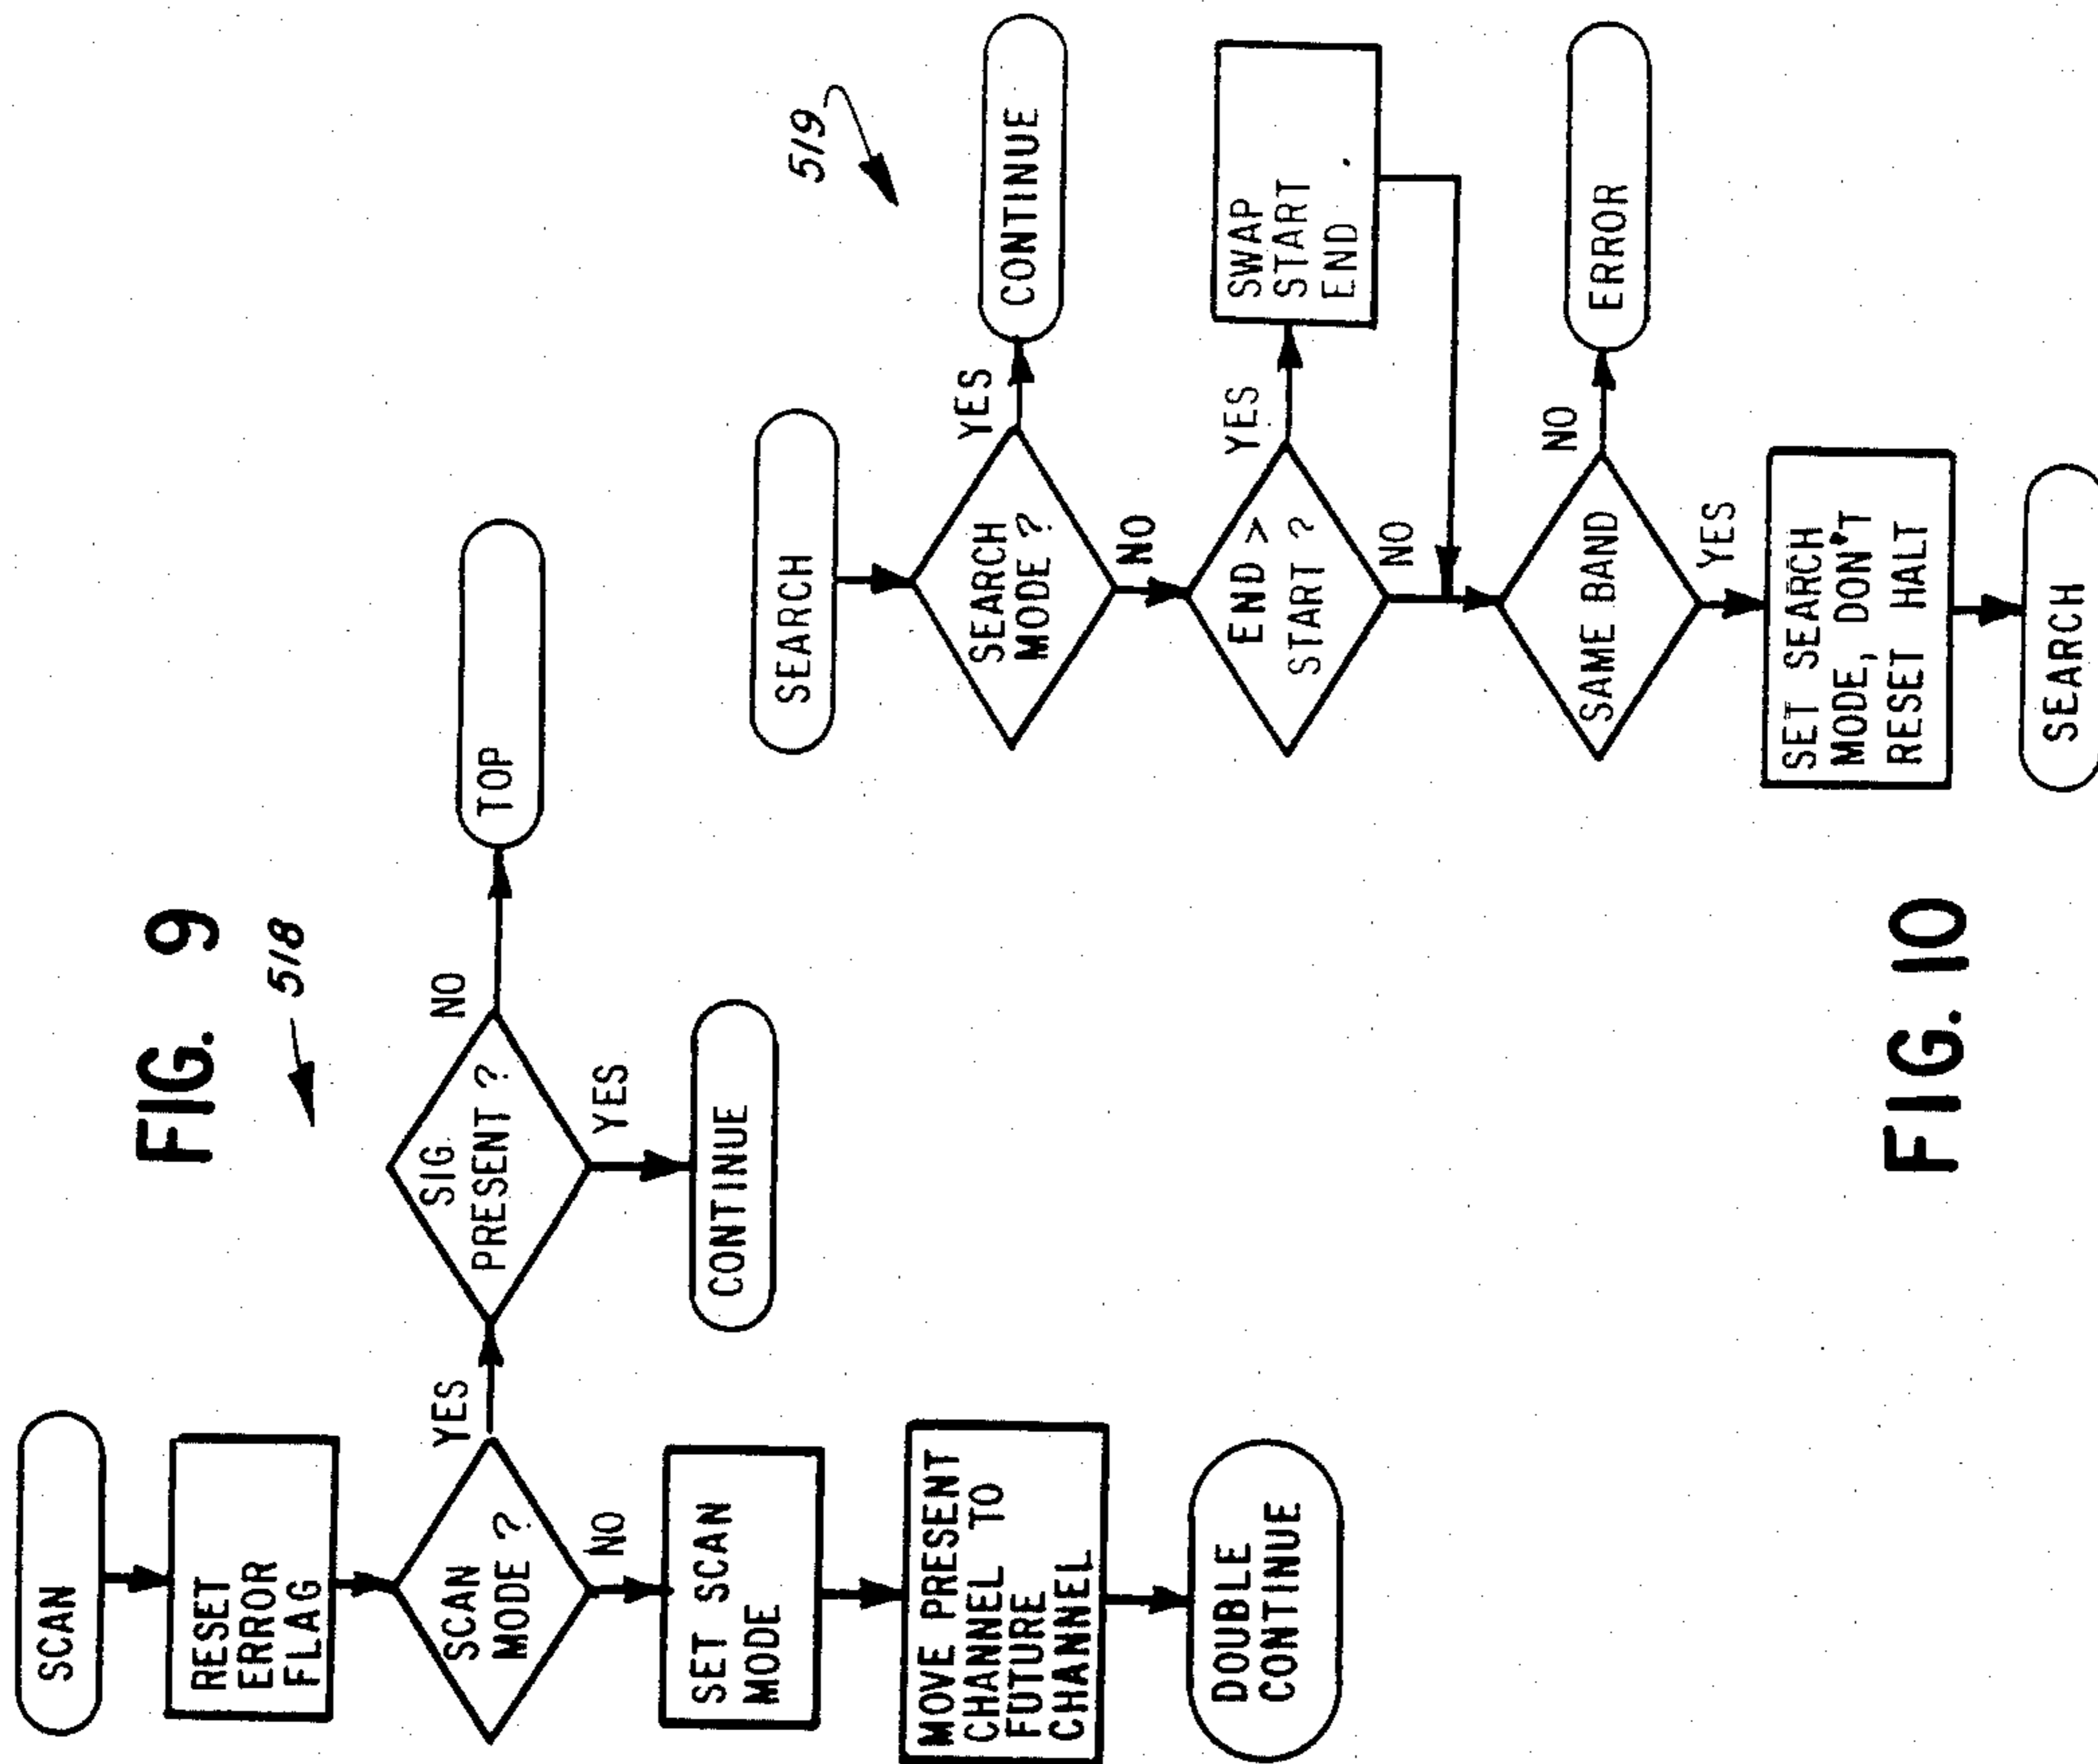 FIG. 9
518
SCAN
RESET
ERROR
FLAG
SCAN
MODE ?
YES
NO
SIG
PRESENT ?
NO
TOP
YES
CONTINUE
SET SCAN
MODE
MOVE PRESENT
CHANNEL TO
FUTURE
CHANNEL
DOUBLE
CONTINUE
519
SEARCH
SEARCH
MODE ?
YES
CONTINUE
NO
END >
START ?
YES
SWAP
START
END
NO
SAME BAND
NO
ERROR
YES
SET SEARCH
MODE, DON'T
RESET HALT
SEARCH
FIG. 10